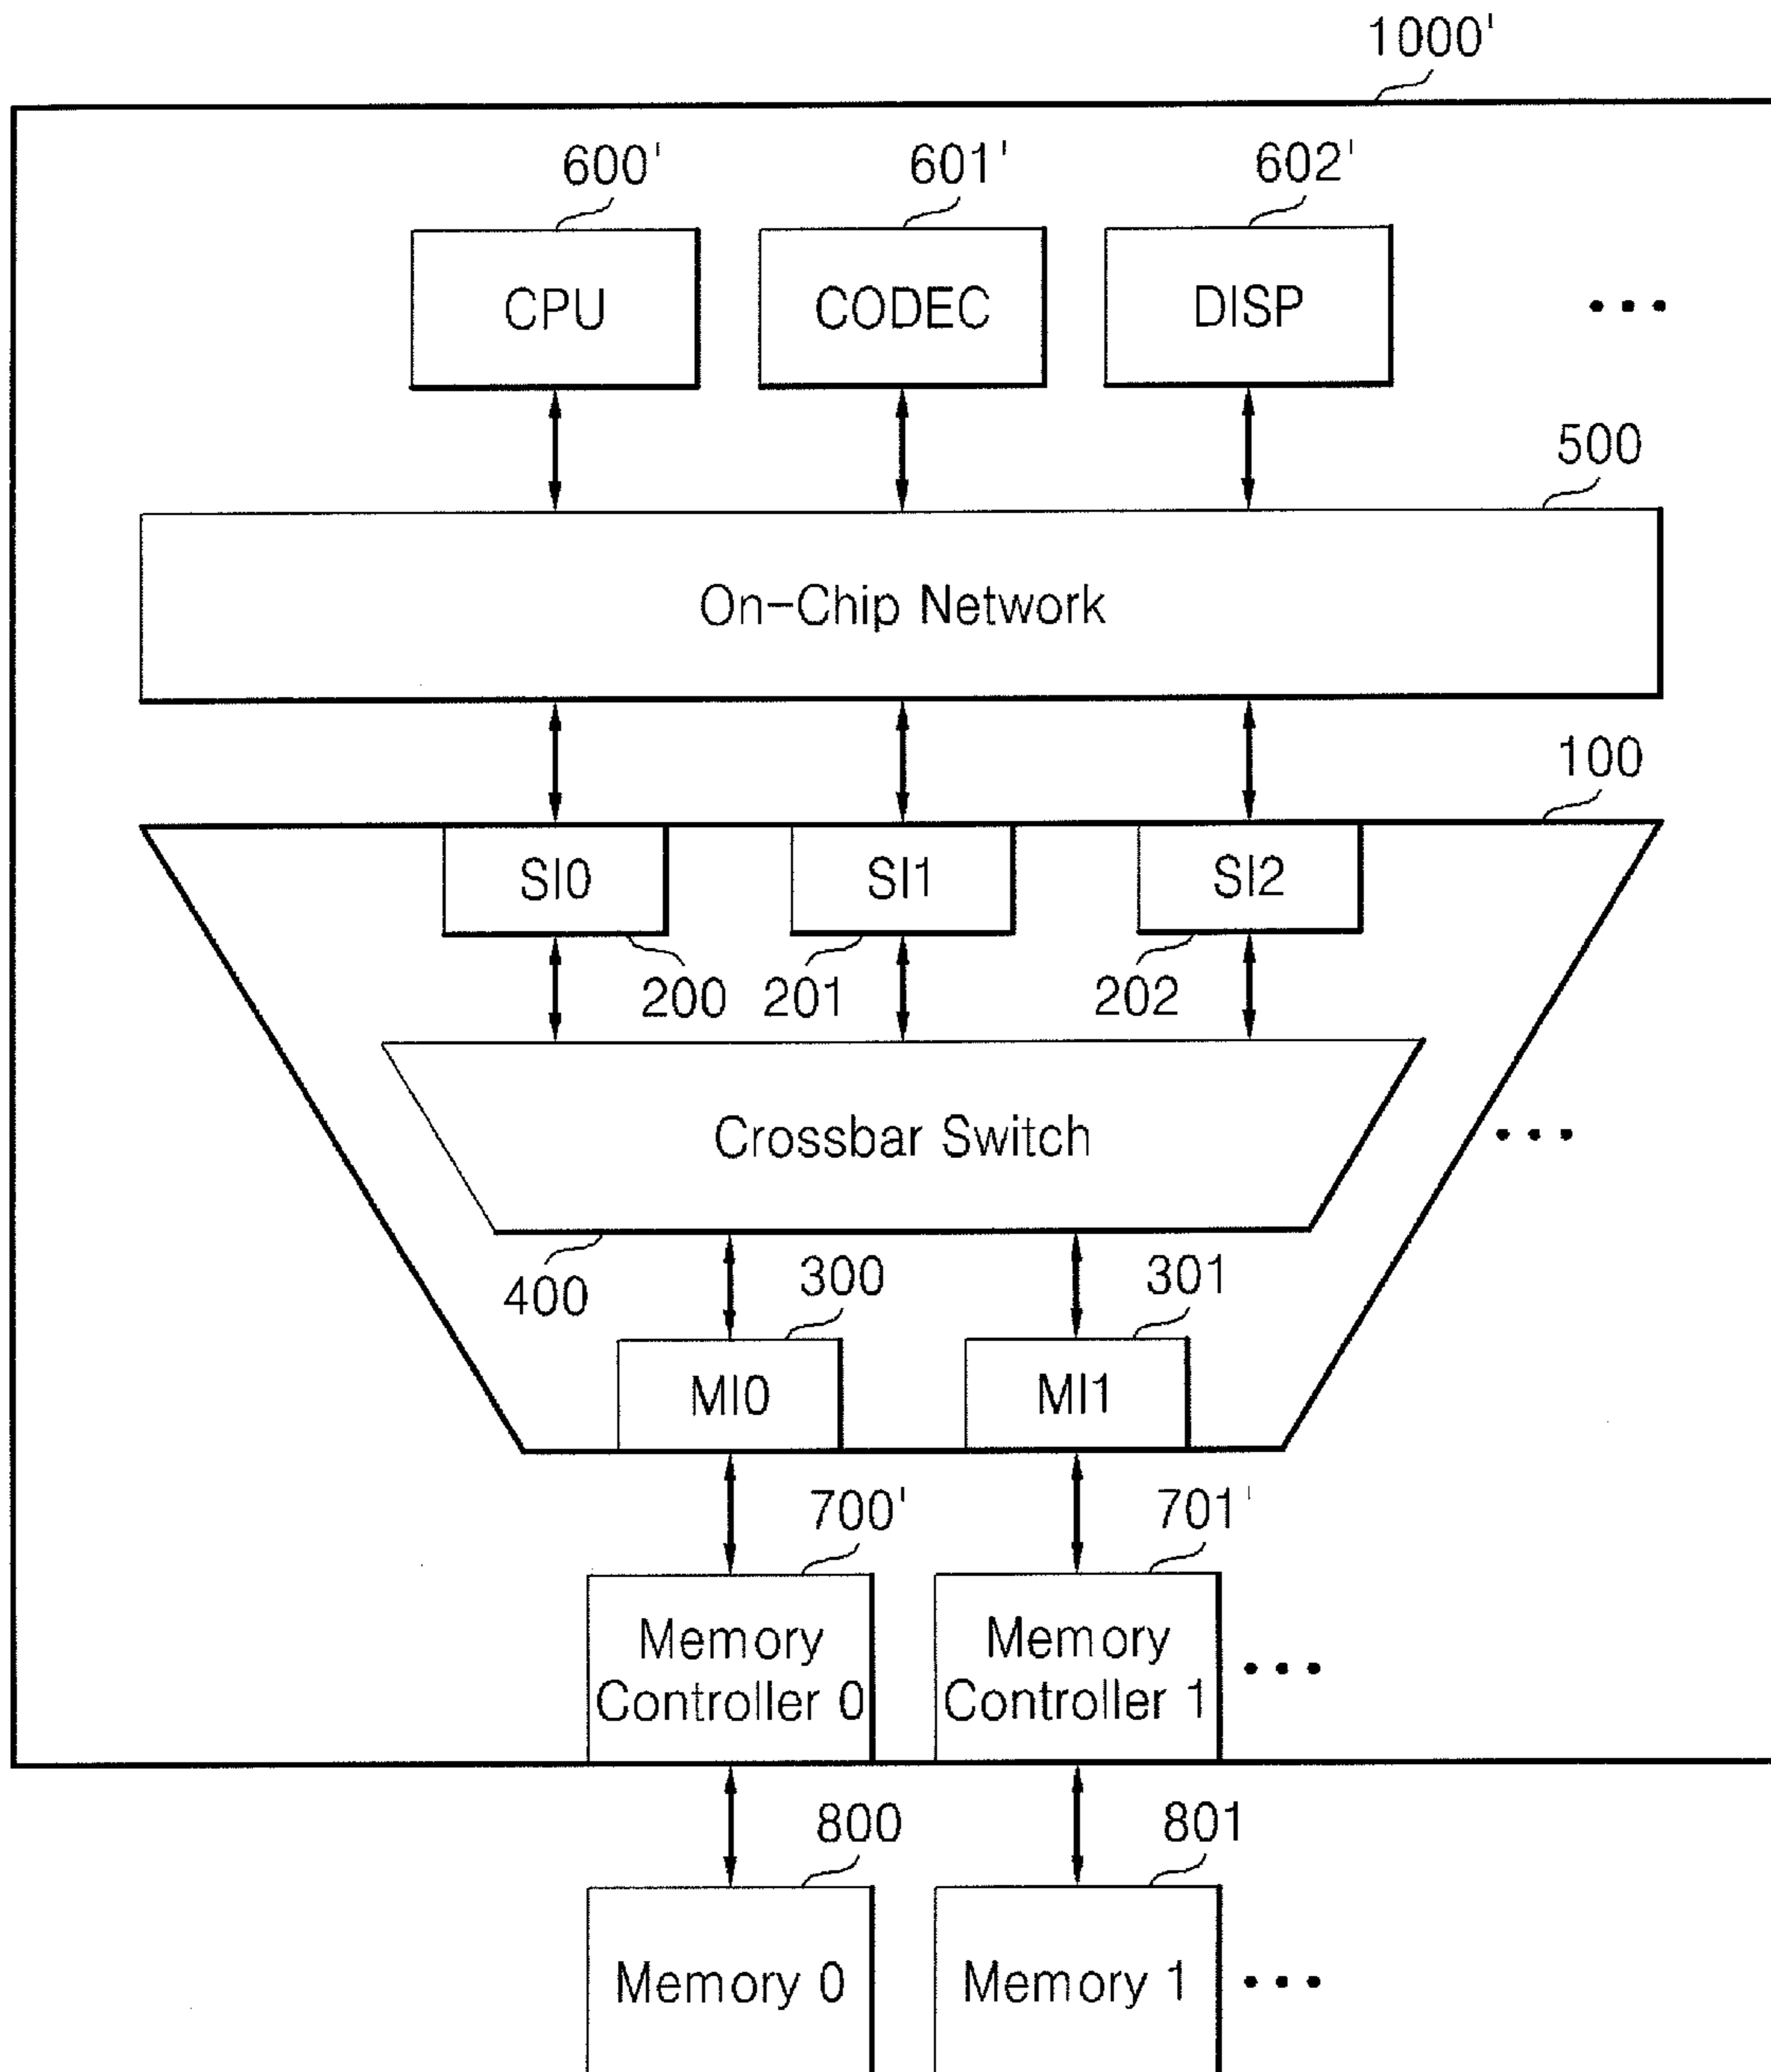 1000'
600'
601'
602'
CPU
CODEC
DISP
500
On-Chip Network
100
SI0
SI1
SI2
200
201
202
Crossbar Switch
400
300
301
MI0
MI1
700'
701'
Memory
Controller 0
Memory
Controller 1
800
801
Memory 0
Memory 1